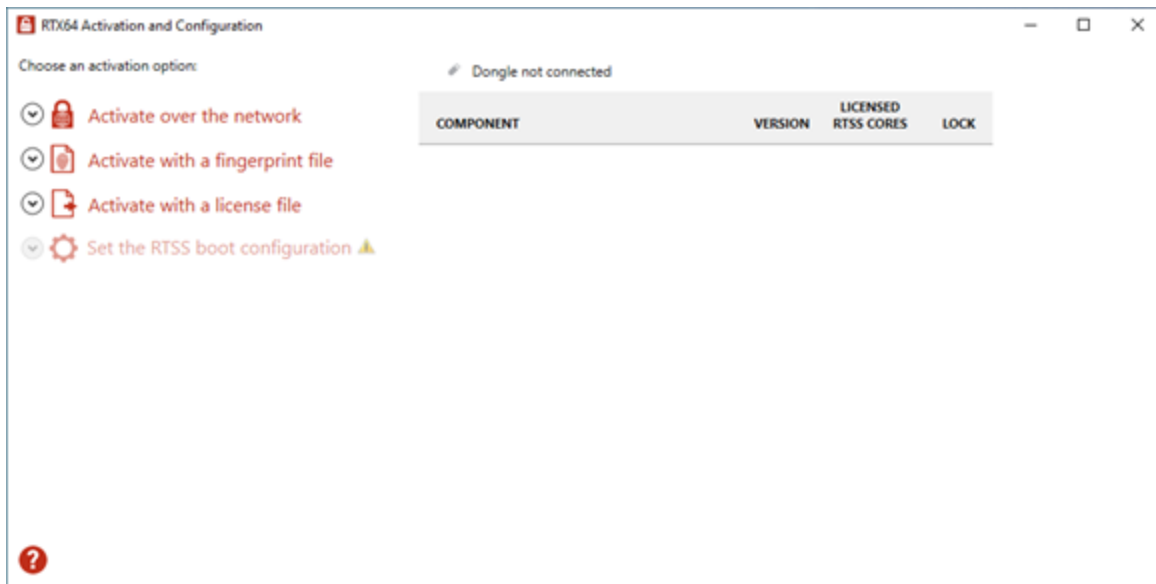 RTX64 Activation and Configuration
Choose an activation option:
Activate over the network
Activate with a fingerprint file
Activate with a license file
Set the RTSS boot configuration
Dongle not connected
COMPONENT VERSION LICENSED RTSS CORES LOCK
?